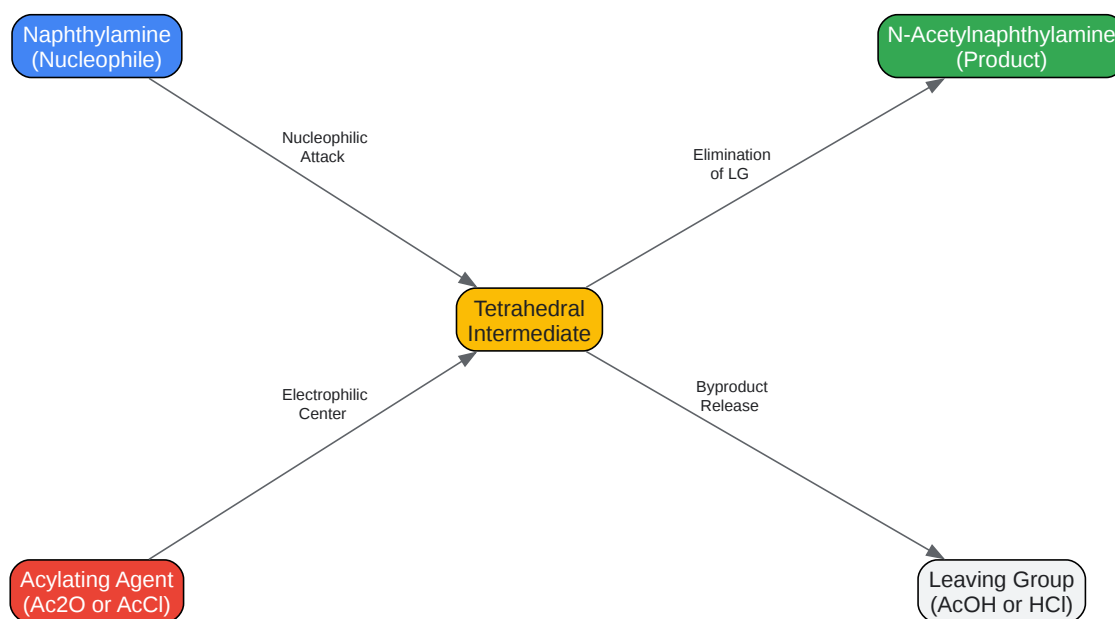 Naphthylamine
(Nucleophile)
N-Acetylnaphthylamine
(Product)
Nucleophilic
Attack
Elimination
of LG
Tetrahedral
Intermediate
Electrophilic
Center
Byproduct
Release
Acylating Agent
(Ac2O or AcCl)
Leaving Group
(AcOH or HCl)